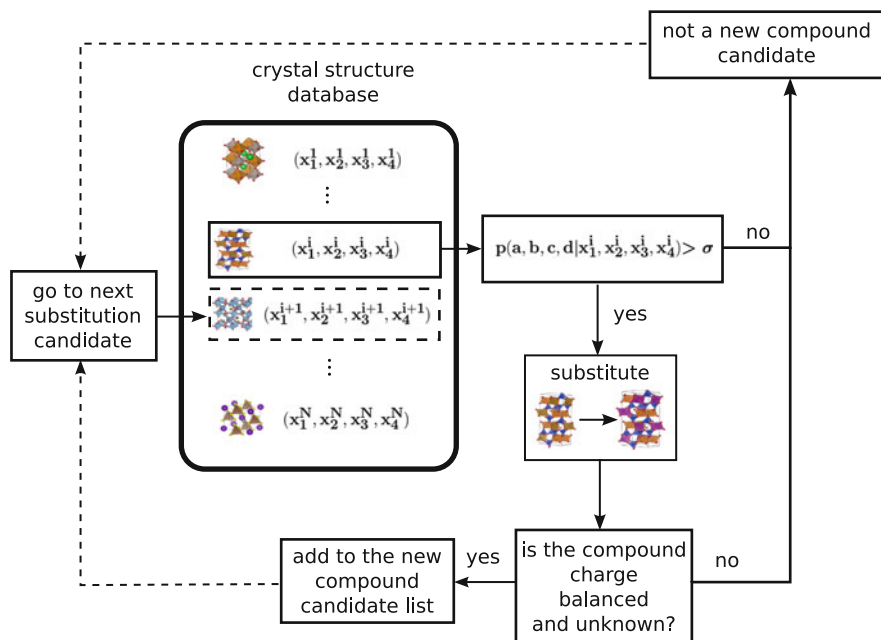 not a new compound
candidate
crystal structure
database
(x₁¹, x₂¹, x₃¹, x₄¹)
⋮
(x₁ⁱ, x₂ⁱ, x₃ⁱ, x₄ⁱ)
p(a, b, c, d|x₁ⁱ, x₂ⁱ, x₃ⁱ, x₄ⁱ)> σ
no
go to next
substitution
candidate
(x₁ⁱ⁺¹, x₂ⁱ⁺¹, x₃ⁱ⁺¹, x₄ⁱ⁺¹)
yes
⋮
substitute
(x₁ᴺ, x₂ᴺ, x₃ᴺ, x₄ᴺ)
add to the new
compound
candidate list
yes
is the compound
charge
balanced
and unknown?
no